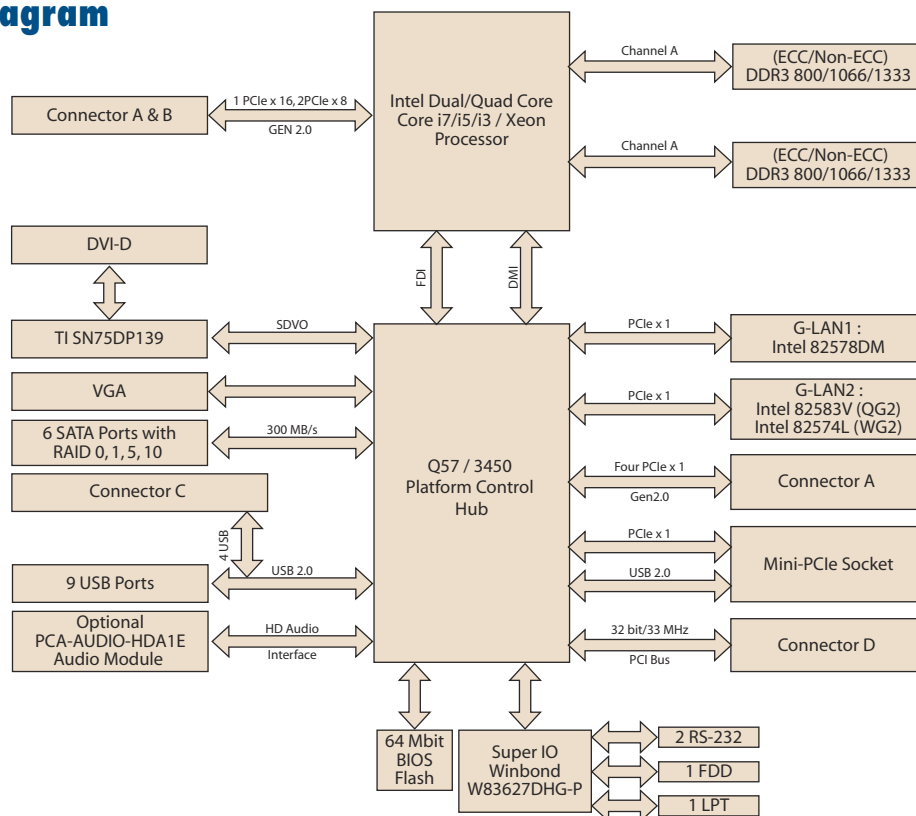 agram
Connector A & B
1 PCIe x 16, 2PCIe x 8
GEN 2.0
Intel Dual/Quad Core
Core i7/i5/i3 / Xeon
Processor
Channel A
(ECC/Non-ECC)
DDR3 800/1066/1333
Channel A
(ECC/Non-ECC)
DDR3 800/1066/1333
FDI
DMI
DVI-D
TI SN75DP139
SDVO
VGA
6 SATA Ports with
RAID 0, 1, 5, 10
300 MB/s
Connector C
4 USB
9 USB Ports
USB 2.0
Optional
PCA-AUDIO-HDA1E
Audio Module
HD Audio
Interface
Q57 / 3450
Platform Control
Hub
PCIe x 1
G-LAN1 :
Intel 82578DM
PCIe x 1
G-LAN2 :
Intel 82583V (QG2)
Intel 82574L (WG2)
Four PCIe x 1
Gen2.0
Connector A
PCIe x 1
USB 2.0
Mini-PCIe Socket
32 bit/33 MHz
PCI Bus
Connector D
64 Mbit
BIOS
Flash
Super IO
Winbond
W83627DHG-P
2 RS-232
1 FDD
1 LPT